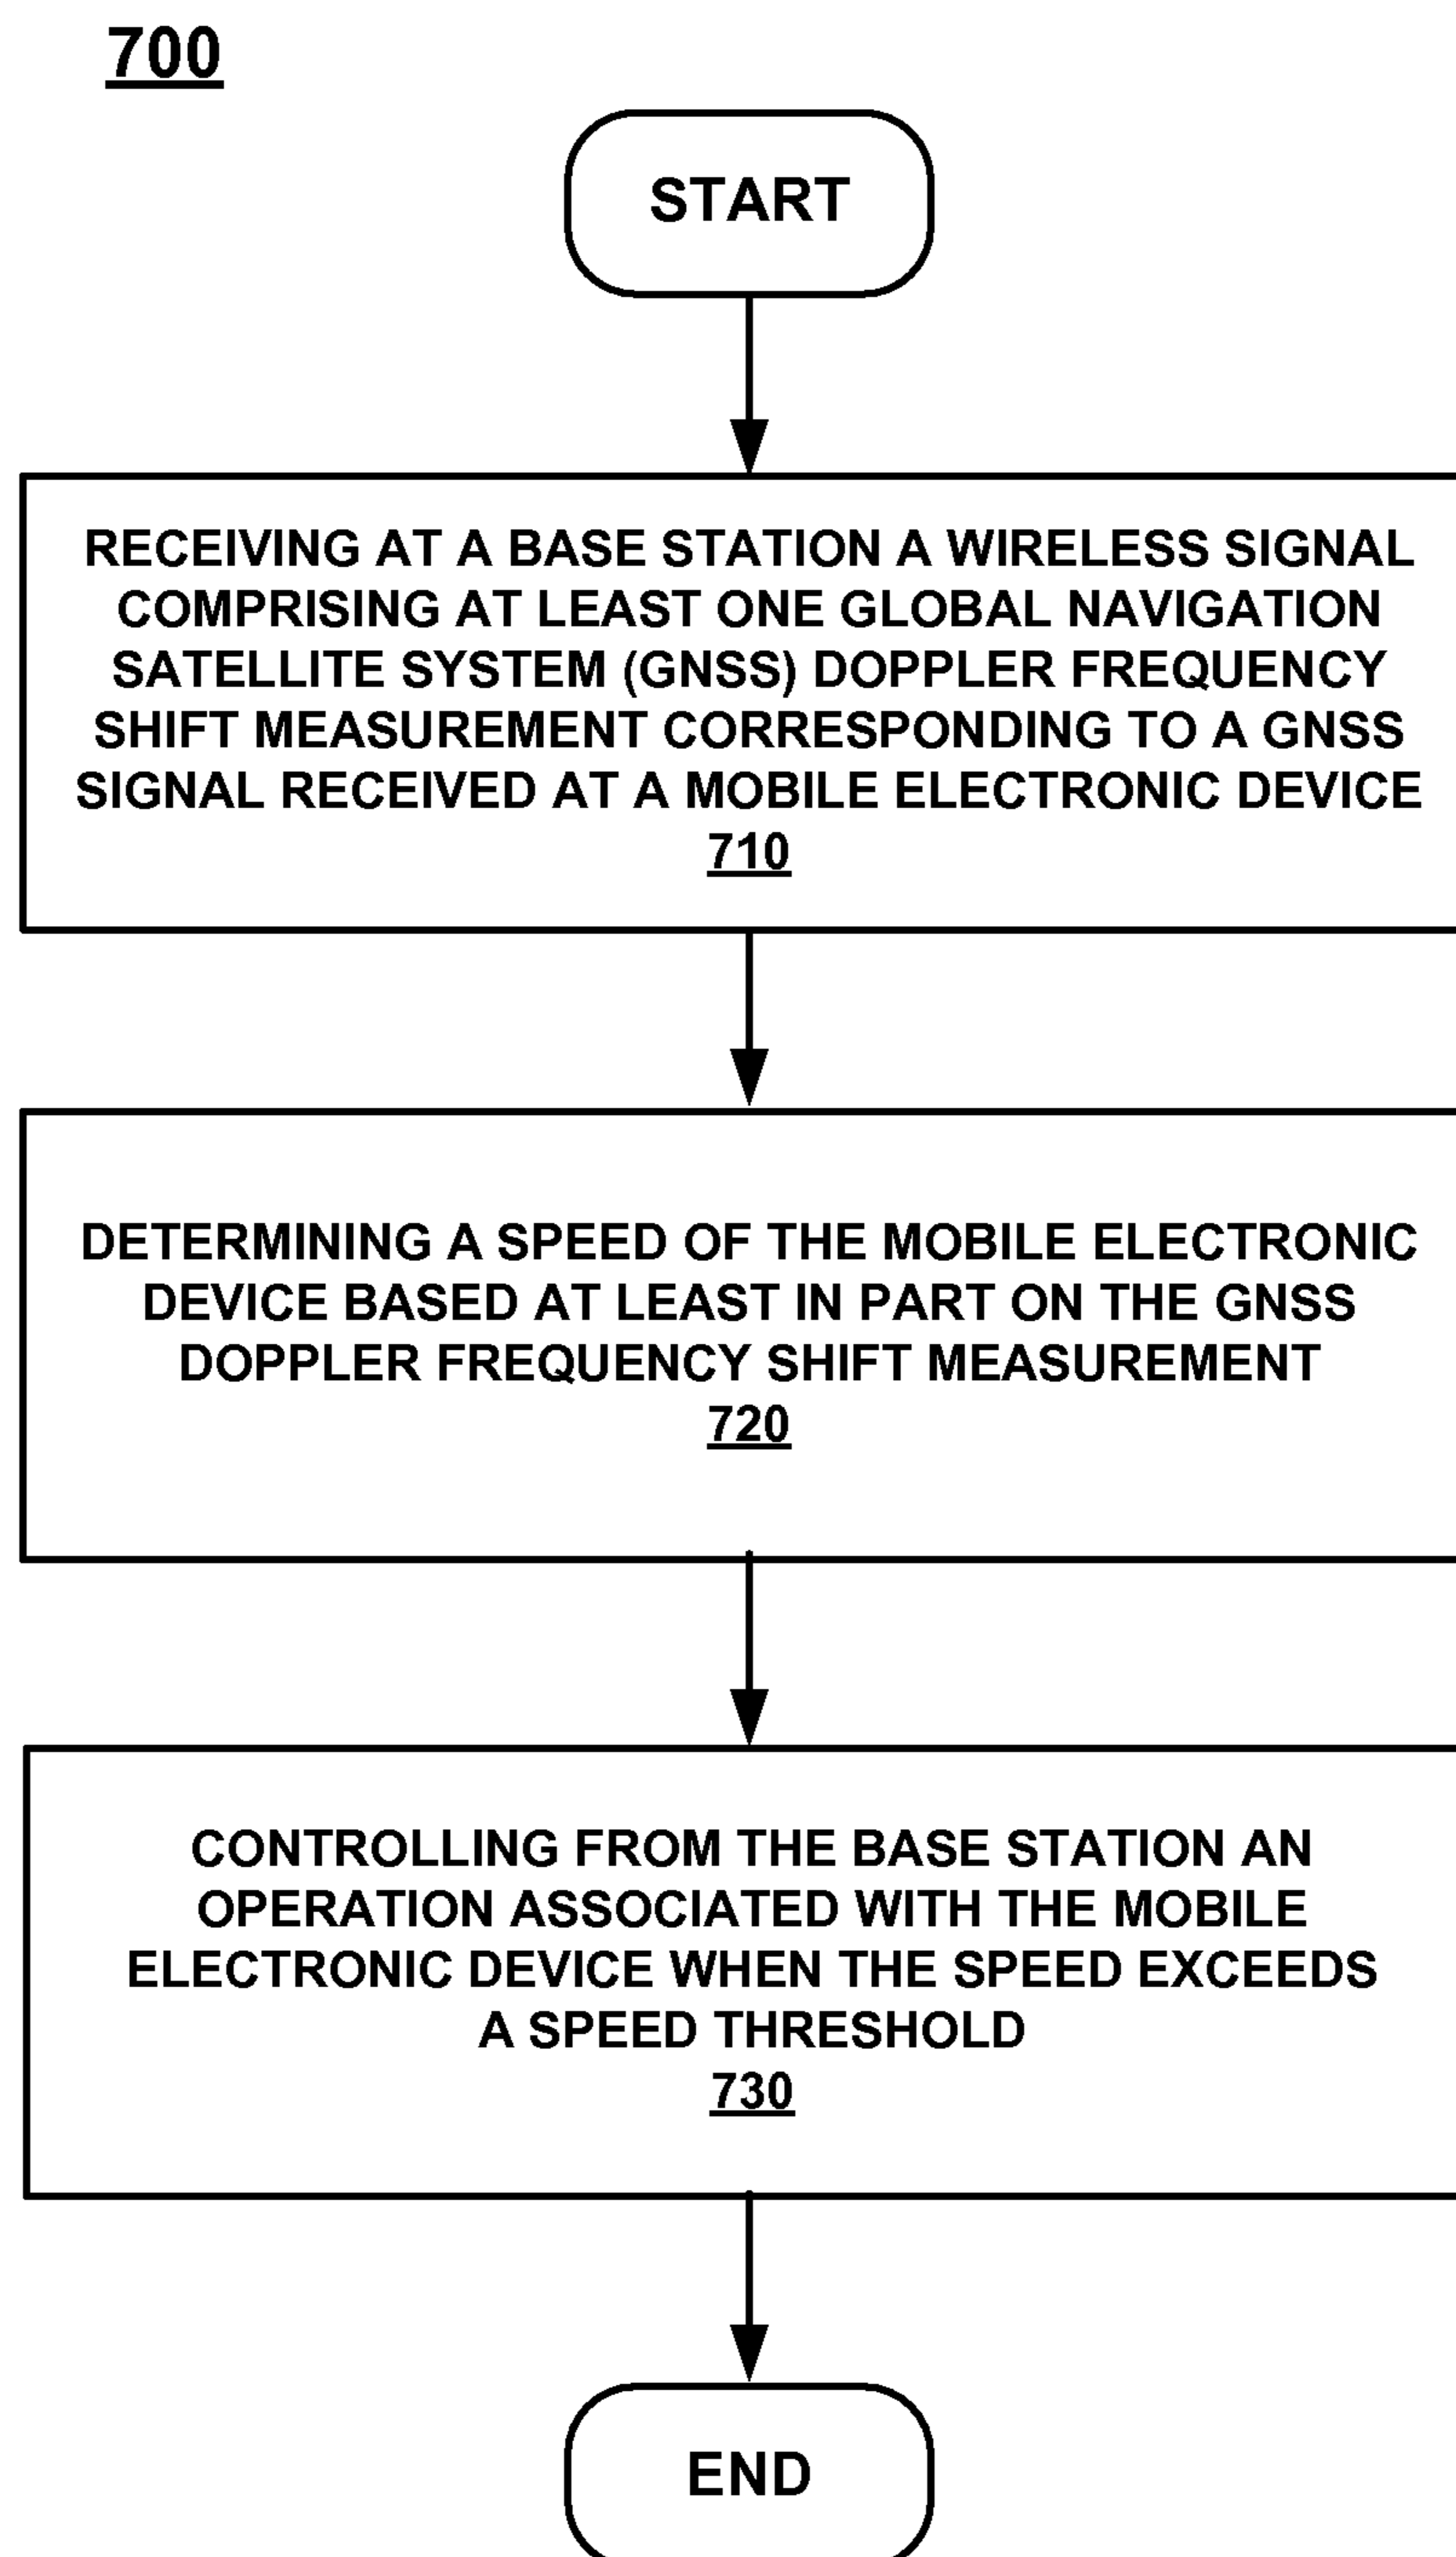 700
START
RECEIVING AT A BASE STATION A WIRELESS SIGNAL
COMPRISING AT LEAST ONE GLOBAL NAVIGATION
SATELLITE SYSTEM (GNSS) DOPPLER FREQUENCY
SHIFT MEASUREMENT CORRESPONDING TO A GNSS
SIGNAL RECEIVED AT A MOBILE ELECTRONIC DEVICE
710
DETERMINING A SPEED OF THE MOBILE ELECTRONIC
DEVICE BASED AT LEAST IN PART ON THE GNSS
DOPPLER FREQUENCY SHIFT MEASUREMENT
720
CONTROLLING FROM THE BASE STATION AN
OPERATION ASSOCIATED WITH THE MOBILE
ELECTRONIC DEVICE WHEN THE SPEED EXCEEDS
A SPEED THRESHOLD
730
END